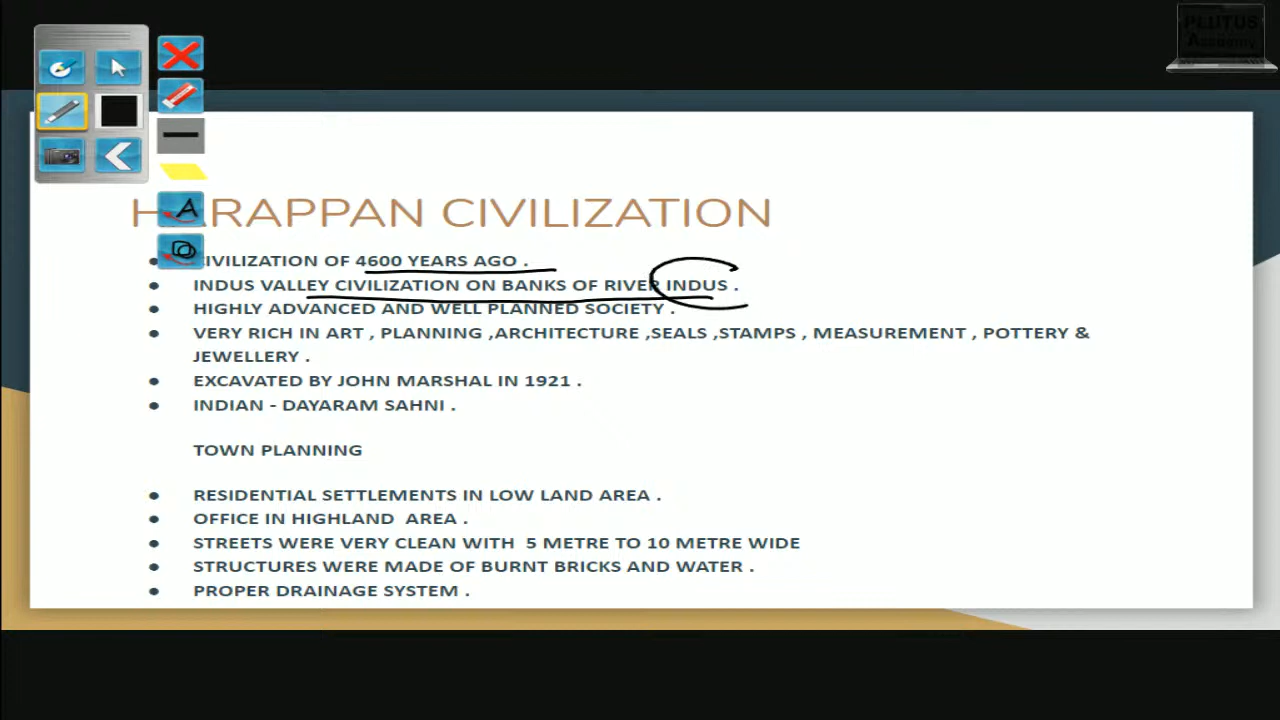 PLUTUS
Academy
HARAPPAN CIVILIZATION
CIVILIZATION OF 4600 YEARS AGO .
INDUS VALLEY CIVILIZATION ON BANKS OF RIVER INDUS .
HIGHLY ADVANCED AND WELL PLANNED SOCIETY .
VERY RICH IN ART , PLANNING ,ARCHITECTURE ,SEALS ,STAMPS , MEASUREMENT , POTTERY &
JEWELLERY .
EXCAVATED BY JOHN MARSHAL IN 1921 .
INDIAN - DAYARAM SAHNI .
TOWN PLANNING
RESIDENTIAL SETTLEMENTS IN LOW LAND AREA .
OFFICE IN HIGHLAND AREA .
STREETS WERE VERY CLEAN WITH 5 METRE TO 10 METRE WIDE
STRUCTURES WERE MADE OF BURNT BRICKS AND WATER .
PROPER DRAINAGE SYSTEM .